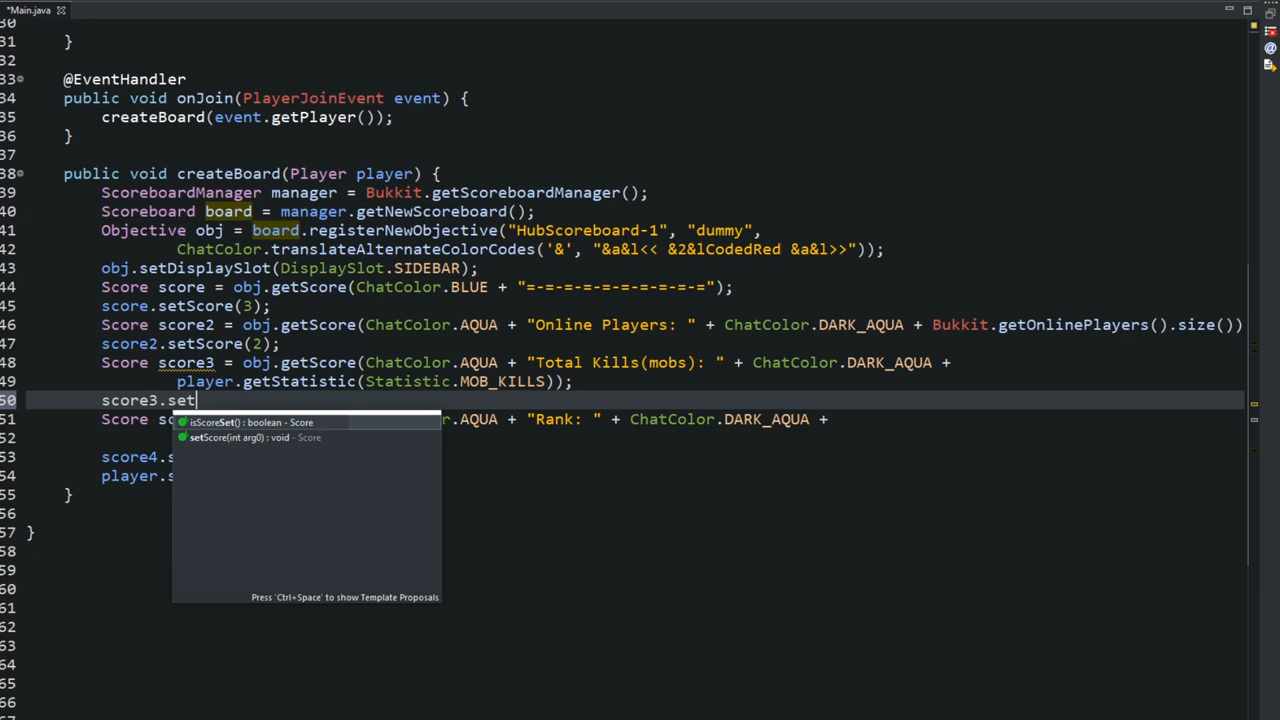 *Main.java
30
31 }
32
33 @EventHandler
34 public void onJoin(PlayerJoinEvent event) {
35 createBoard(event.getPlayer());
36 }
37
38 public void createBoard(Player player) {
39 ScoreboardManager manager = Bukkit.getScoreboardManager();
40 Scoreboard board = manager.getNewScoreboard();
41 Objective obj = board.registerNewObjective("HubScoreboard-1", "dummy",
42 ChatColor.translateAlternateColorCodes('&', "&a&l<< &2&lCodedRed &a&l>>"));
43 obj.setDisplaySlot(DisplaySlot.SIDEBAR);
44 Score score = obj.getScore(ChatColor.BLUE + "=-=-=-=-=-=-=-=-=-=");
45 score.setScore(3);
46 Score score2 = obj.getScore(ChatColor.AQUA + "Online Players: " + ChatColor.DARK_AQUA + Bukkit.getOnlinePlayers().size())
47 score2.setScore(2);
48 Score score3 = obj.getScore(ChatColor.AQUA + "Total Kills(mobs): " + ChatColor.DARK_AQUA +
49 player.getStatistic(Statistic.MOB_KILLS));
50 score3.set
51 Score sc r.AQUA + "Rank: " + ChatColor.DARK_AQUA +
52
53 score4.s
54 player.s
55 }
56
57 }
58
59
60
61
62
63
64
65
66
67
isScoreSet() : boolean - Score
setScore(int arg0) : void - Score
Press 'Ctrl+Space' to show Template Proposals